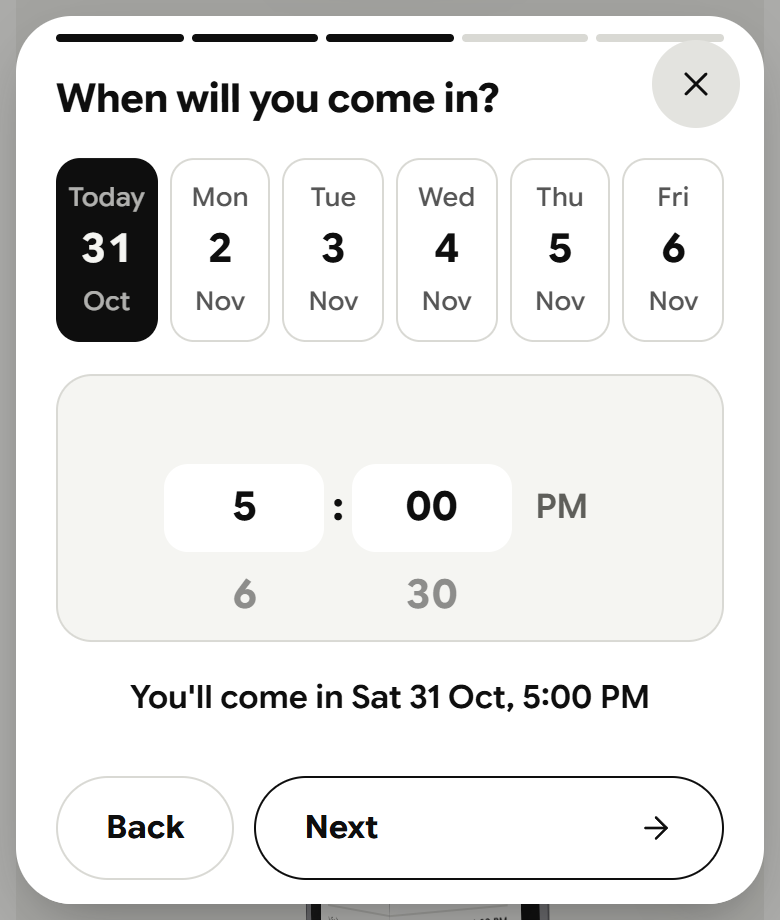 When will you come in?
Today Mon Tue Wed Thu Fri
31 2 3 4 5 6
Oct Nov Nov Nov Nov Nov
5 : 00 PM
6 30
You'll come in Sat 31 Oct, 5:00 PM
Back Next